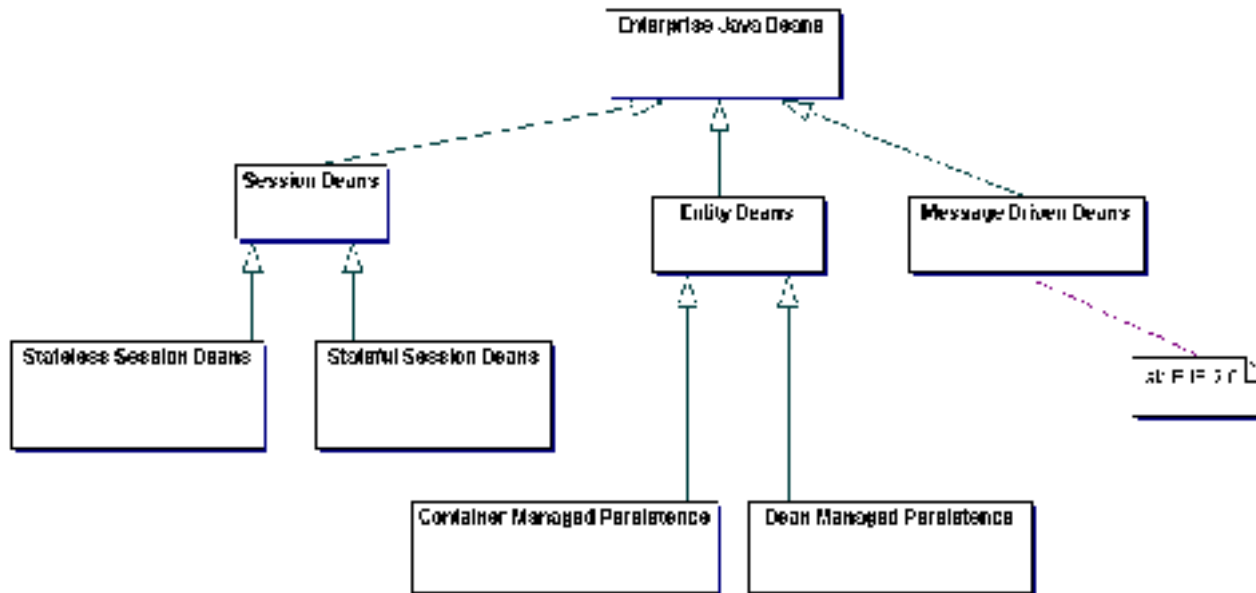 Enterprise Java Beans
Session Beans
Entity Beans
Message Driven Beans
Stateless Session Beans
Stateful Session Beans
Container Managed Persistence
Bean Managed Persistence